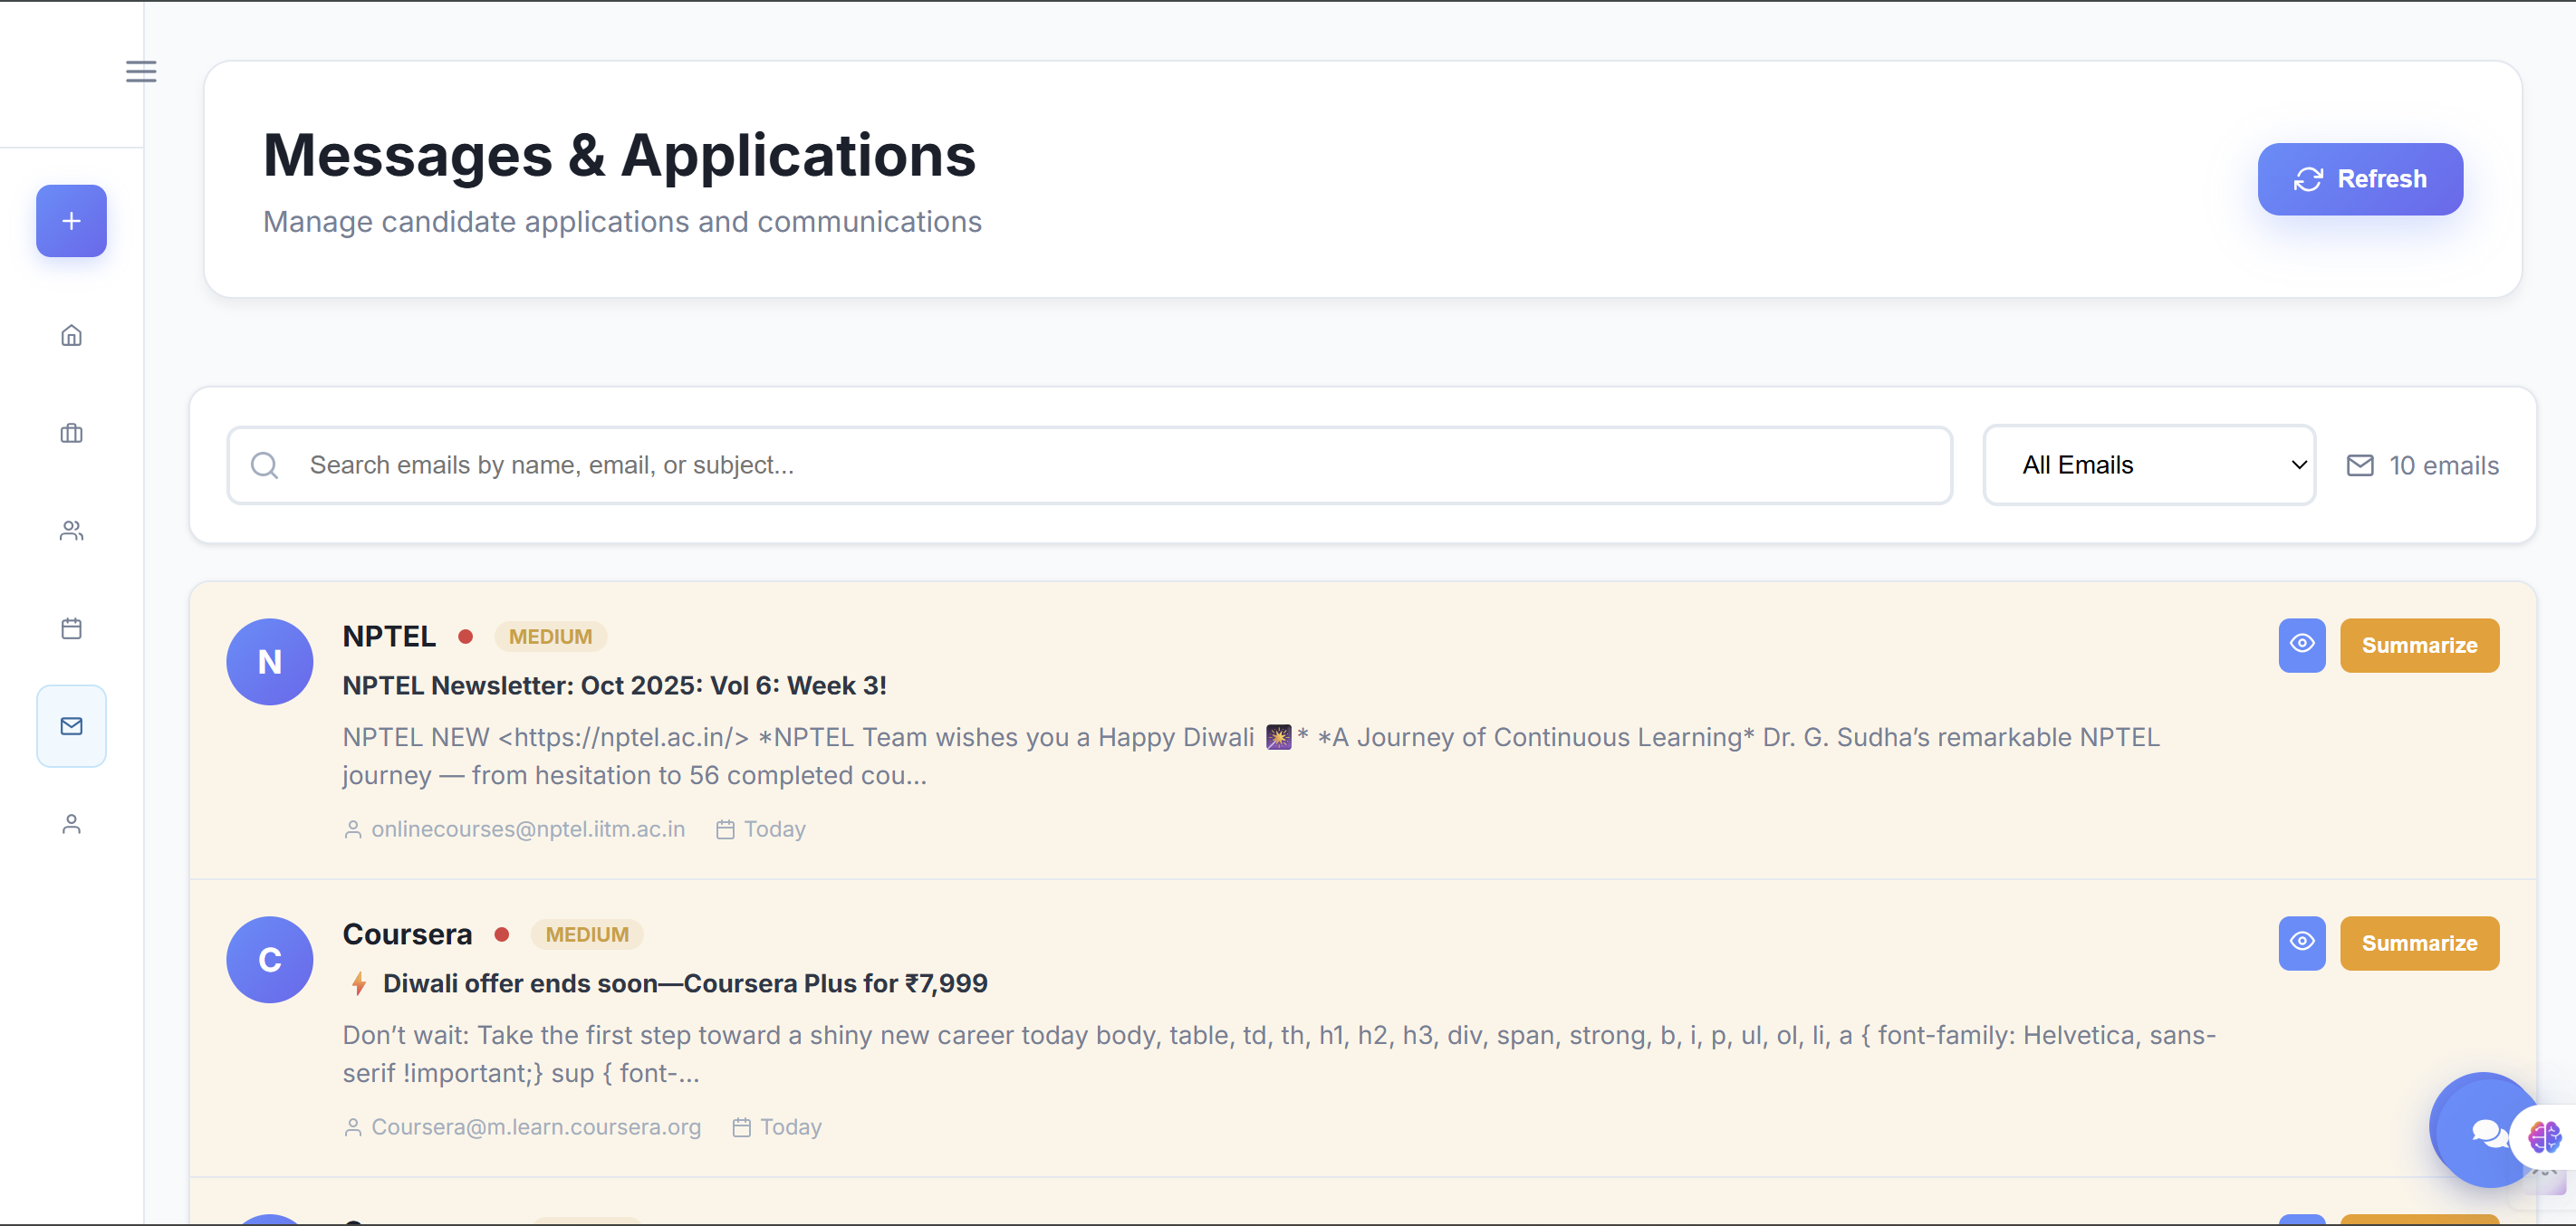 Messages & Applications
Manage candidate applications and communications
Refresh
Search emails by name, email, or subject...
All Emails
10 emails
N
NPTEL
MEDIUM
Summarize
NPTEL Newsletter: Oct 2025: Vol 6: Week 3!
NPTEL NEW <https://nptel.ac.in/> *NPTEL Team wishes you a Happy Diwali 🎆* *A Journey of Continuous Learning* Dr. G. Sudha’s remarkable NPTEL
journey — from hesitation to 56 completed cou...
onlinecourses@nptel.iitm.ac.in
Today
C
Coursera
MEDIUM
Summarize
⚡ Diwali offer ends soon—Coursera Plus for ₹7,999
Don’t wait: Take the first step toward a shiny new career today body, table, td, th, h1, h2, h3, div, span, strong, b, i, p, ul, ol, li, a { font-family: Helvetica, sans-
serif !important;} sup { font-...
Coursera@m.learn.coursera.org
Today